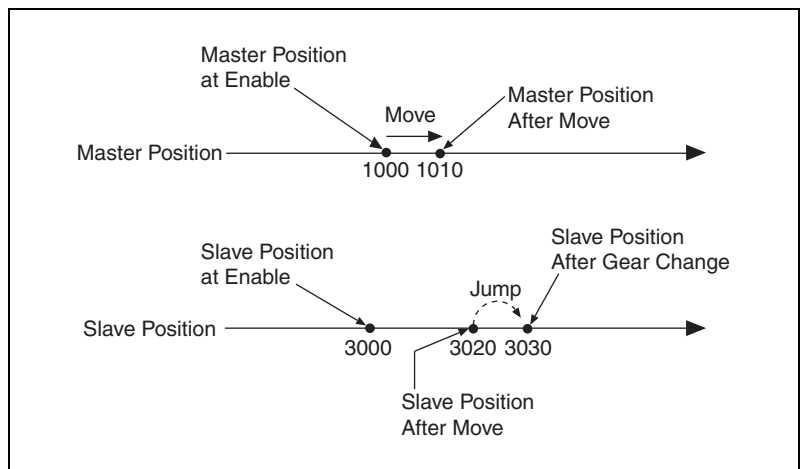 Master Position
at Enable
Move
Master Position
After Move
Master Position
1000 1010
Slave Position
at Enable
Slave Position
After Gear Change
Jump
Slave Position
3000 3020 3030
Slave Position
After Move